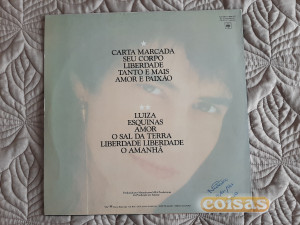 CARTA MARCADA
SEU CORPO
LIBERDADE
TANTO E MAIS
AMOR E PAIXÃO
LUIZA
ESQUINAS
AMOR
O SAL DA TERRA
LIBERDADE LIBERDADE
O AMANHÃ
coisas